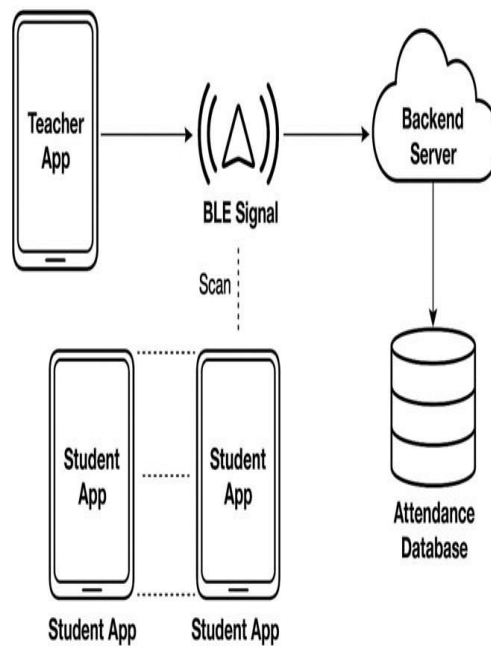 Teacher
App
BLE Signal
Backend
Server
Scan
Student
App
Student App
Student
App
Student App
Attendance
Database